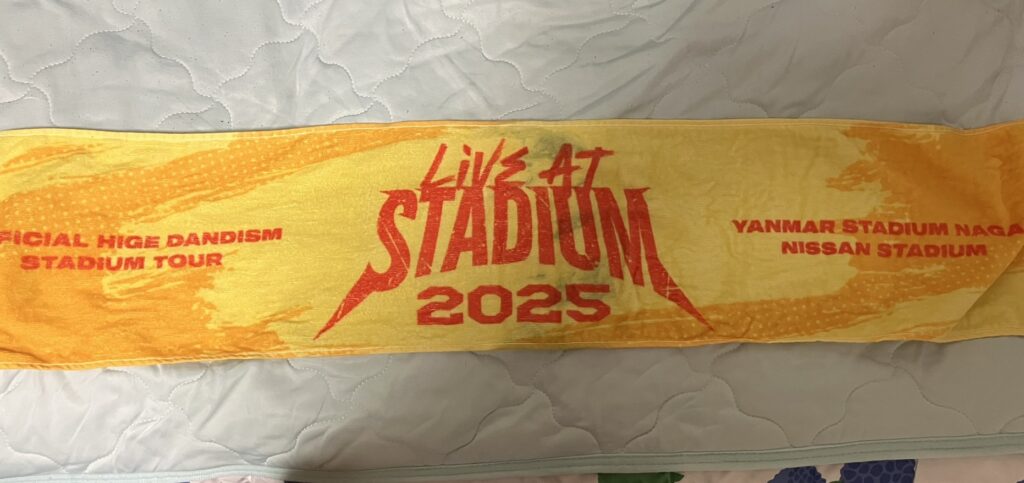 LiVE AT
STADIUM
2025
FICIAL HIGE DANDISM
STADIUM TOUR
YANMAR STADIUM NAGA
NISSAN STADIUM